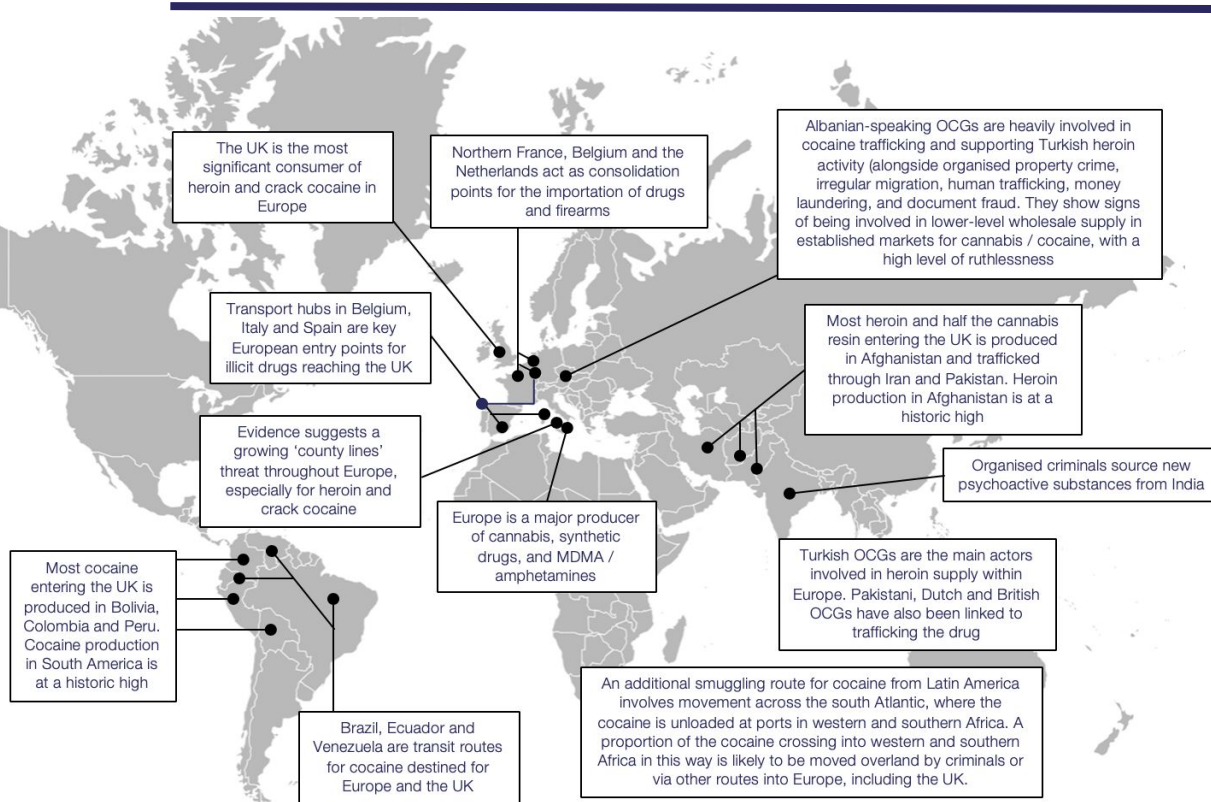 The UK is the most
significant consumer of
heroin and crack cocaine in
Europe
Northern France, Belgium and the
Netherlands act as consolidation
points for the importation of drugs
and firearms
Albanian-speaking OCGs are heavily involved in
cocaine trafficking and supporting Turkish heroin
activity (alongside organised property crime,
irregular migration, human trafficking, money
laundering, and document fraud. They show signs
of being involved in lower-level wholesale supply in
established markets for cannabis / cocaine, with a
high level of ruthlessness
Transport hubs in Belgium,
Italy and Spain are key
European entry points for
illicit drugs reaching the UK
Most heroin and half the cannabis
resin entering the UK is produced
in Afghanistan and trafficked
through Iran and Pakistan. Heroin
production in Afghanistan is at a
historic high
Evidence suggests a
growing ‘county lines’
threat throughout Europe,
especially for heroin and
crack cocaine
Organised criminals source new
psychoactive substances from India
Europe is a major producer
of cannabis, synthetic
drugs, and MDMA /
amphetamines
Turkish OCGs are the main actors
involved in heroin supply within
Europe. Pakistani, Dutch and British
OCGs have also been linked to
trafficking the drug
Most cocaine
entering the UK is
produced in Bolivia,
Colombia and Peru.
Cocaine production
in South America is
at a historic high
An additional smuggling route for cocaine from Latin America
involves movement across the south Atlantic, where the
cocaine is unloaded at ports in western and southern Africa. A
proportion of the cocaine crossing into western and southern
Africa in this way is likely to be moved overland by criminals or
via other routes into Europe, including the UK.
Brazil, Ecuador and
Venezuela are transit routes
for cocaine destined for
Europe and the UK